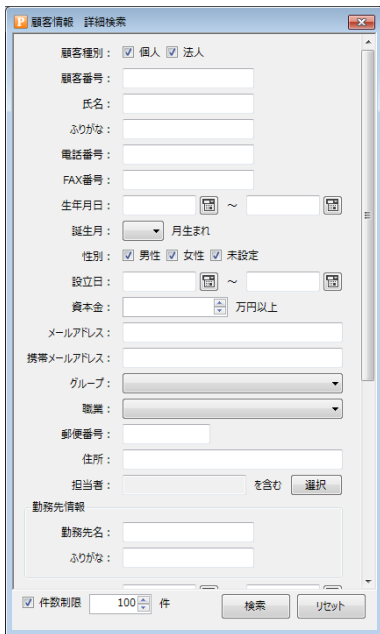 P 顧客情報 詳細検索
顧客種別： 個人 法人
顧客番号：
氏名：
ふりがな：
電話番号：
FAX番号：
生年月日： ～
誕生月： 月生まれ
性別： 男性 女性 未設定
設立日： ～
資本金： 万円以上
メールアドレス：
携帯メールアドレス：
グループ：
職業：
郵便番号：
住所：
担当者： を含む 選択
勤務先情報
勤務先名：
ふりがな：
件数制限 100 件 検索 リセット